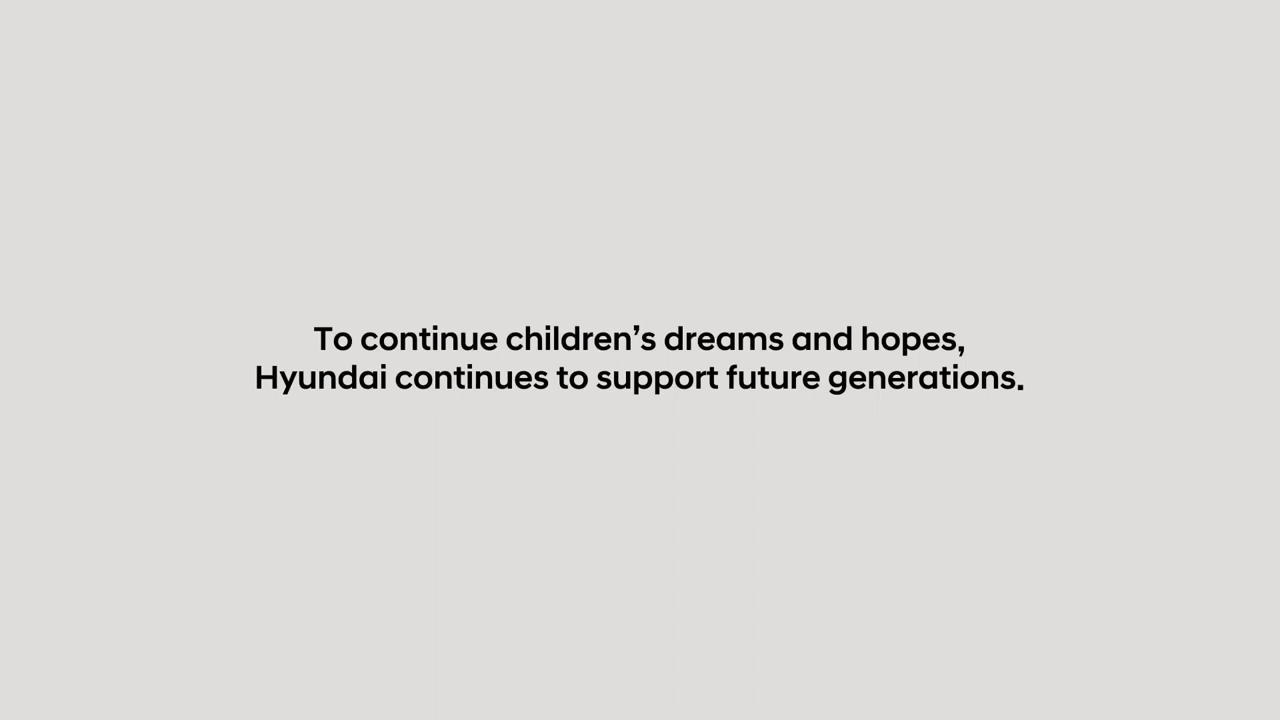 To continue children’s dreams and hopes,
Hyundai continues to support future generations.